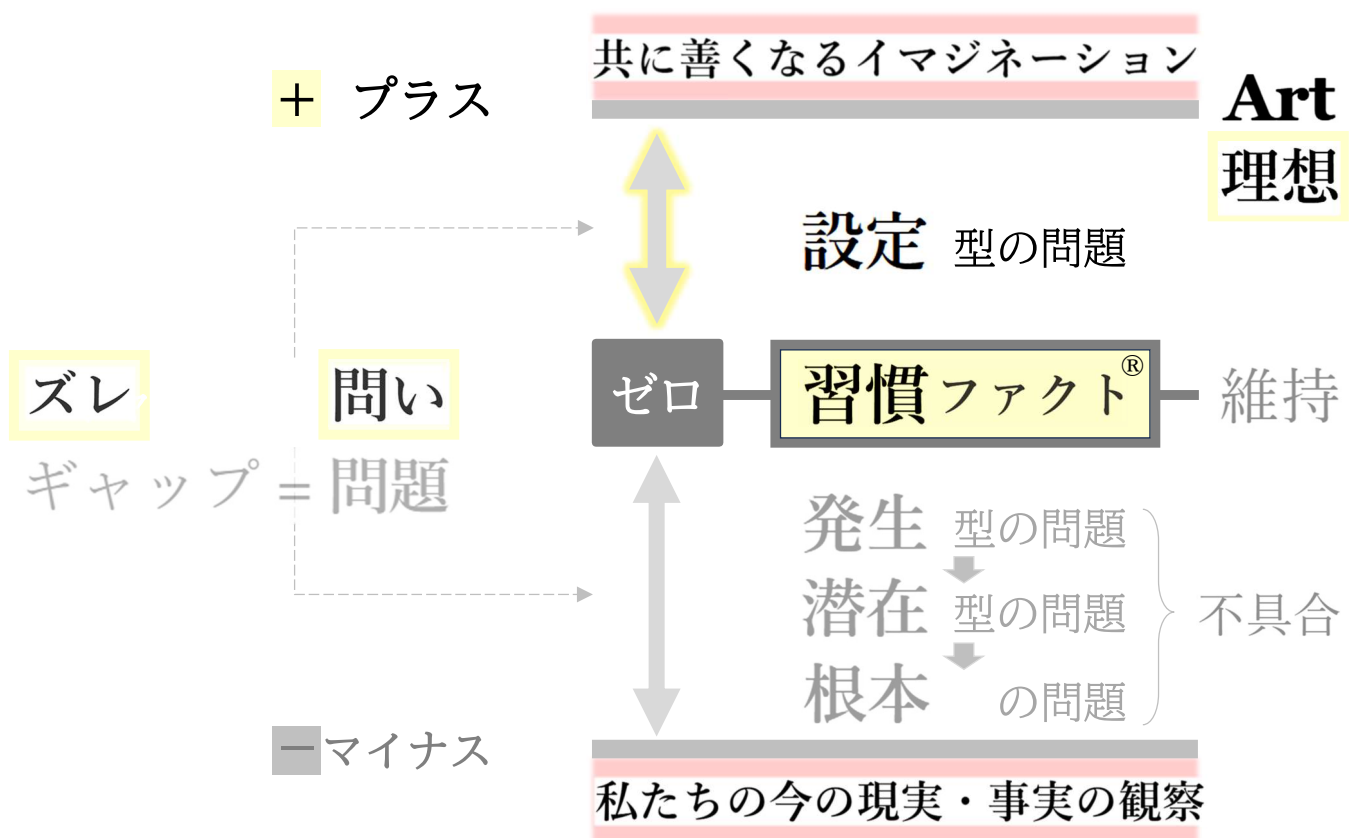 共に善くなるイマジネーション
＋ プラス
Art
理想
設定 型の問題
ズレ 問い ゼロ 習慣ファクト® 維持
ギャップ = 問題
発生 型の問題
潜在 型の問題 不具合
根本 の問題
－マイナス
私たちの今の現実・事実の観察